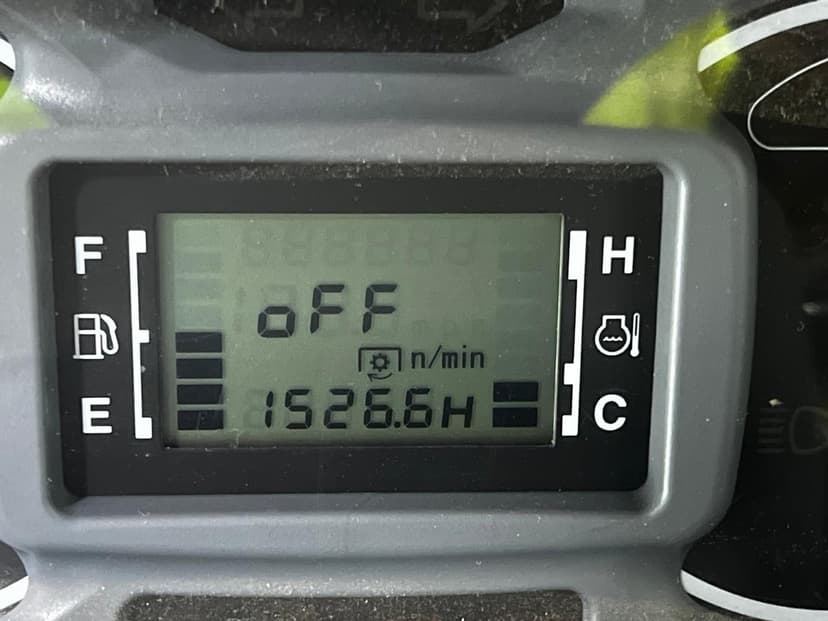 F H
oFF
n/min
E 1526.6H C